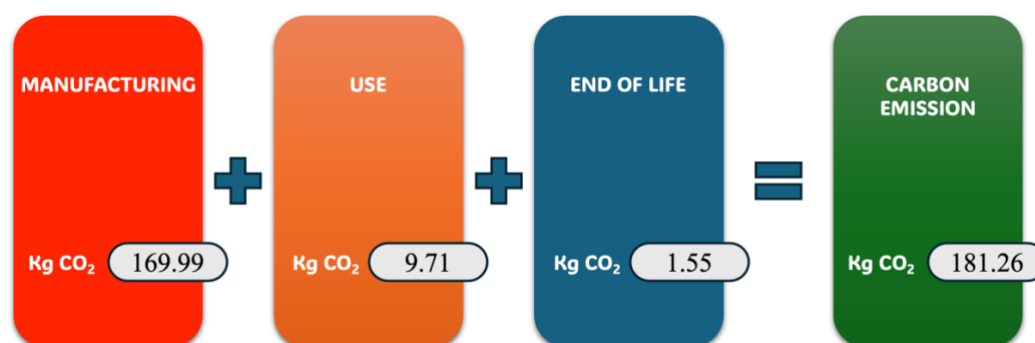 MANUFACTURING
Kg CO₂ 169.99
USE
Kg CO₂ 9.71
END OF LIFE
Kg CO₂ 1.55
CARBON
EMISSION
Kg CO₂ 181.26